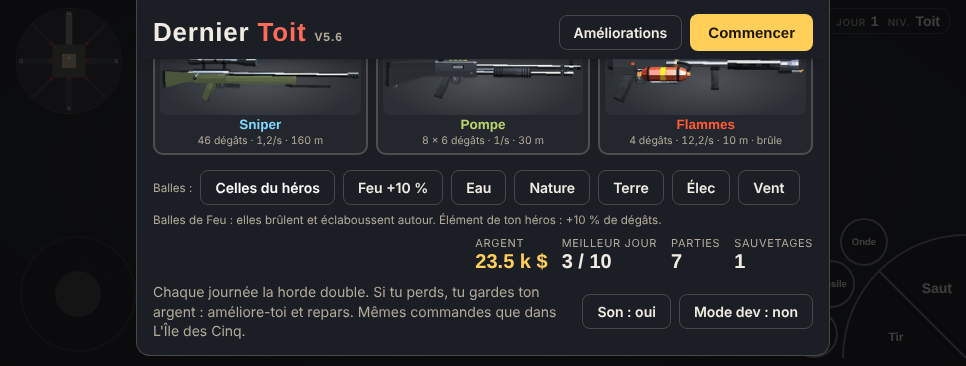 Dernier Toit V5.6
Améliorations
Commencer
JOUR 1 NIV. Toit
Sniper
46 dégâts · 1,2/s · 160 m
Pompe
8 × 6 dégâts · 1/s · 30 m
Flammes
4 dégâts · 12,2/s · 10 m · brûle
Balles :
Celles du héros
Feu +10 %
Eau
Nature
Terre
Élec
Vent
Balles de Feu : elles brûlent et éclaboussent autour. Élément de ton héros : +10 % de dégâts.
ARGENT
23.5 k $
MEILLEUR JOUR
3 / 10
PARTIES
7
SAUVETAGES
1
Chaque journée la horde double. Si tu perds, tu gardes ton
argent : améliore-toi et repars. Mêmes commandes que dans
L'Île des Cinq.
Son : oui
Mode dev : non
Onde
Saut
Tir